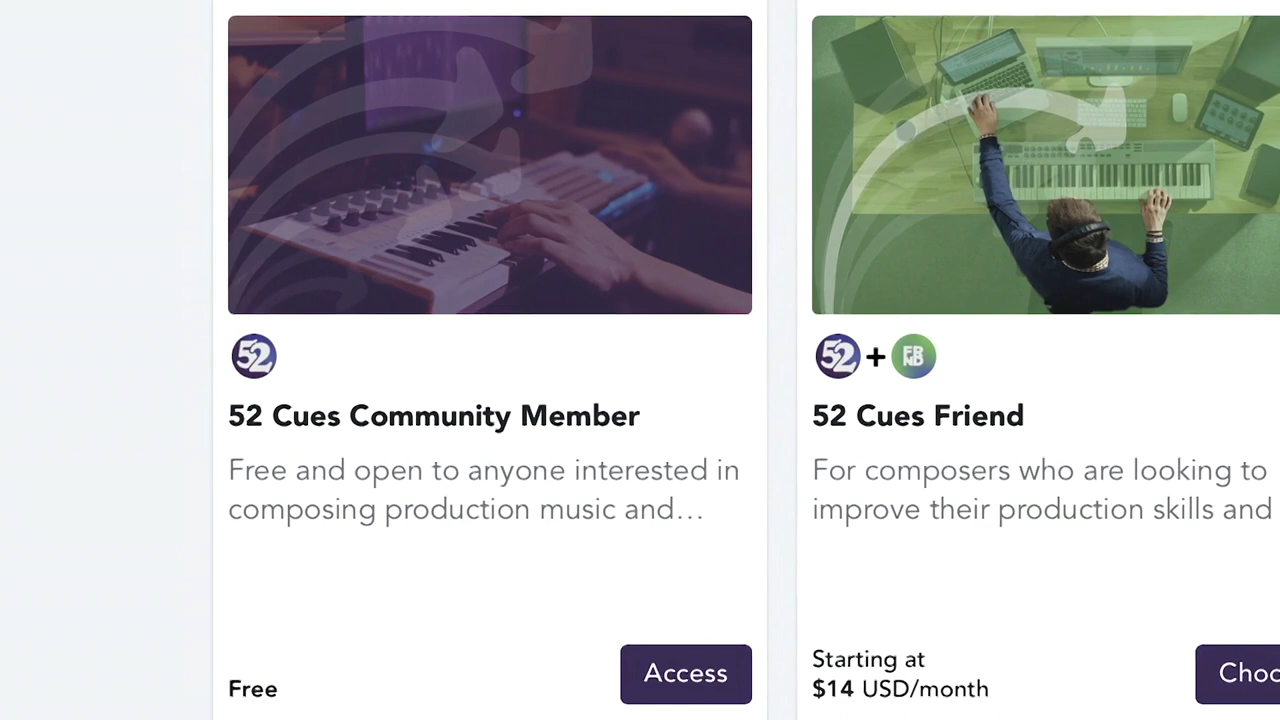 52
52 Cues Community Member
Free and open to anyone interested in
composing production music and...
Free
Access
52 + FRND
52 Cues Friend
For composers who are looking to
improve their production skills and
Starting at
$14 USD/month
Choo